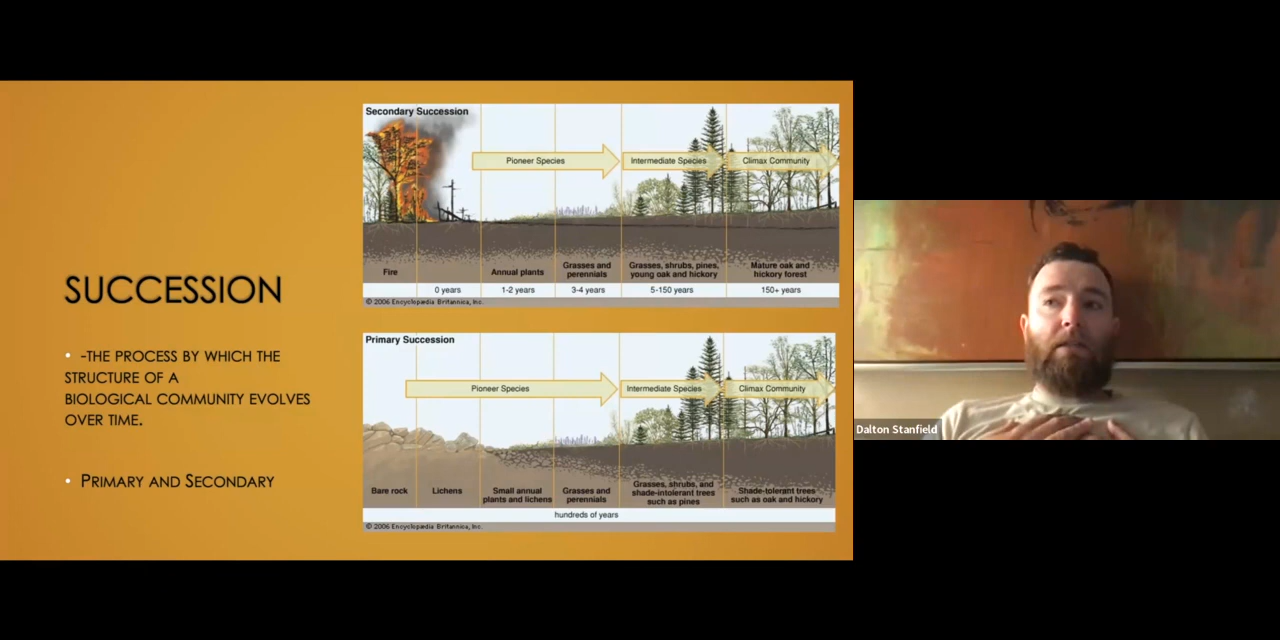 SUCCESSION
• -THE PROCESS BY WHICH THE
STRUCTURE OF A
BIOLOGICAL COMMUNITY EVOLVES
OVER TIME.
• PRIMARY AND SECONDARY
Secondary Succession
Pioneer Species
Intermediate Species
Climax Community
Fire
Annual plants
Grasses and
perennials
Grasses, shrubs, pines,
young oak and hickory
Mature oak and
hickory forest
0 years
1-2 years
3-4 years
5-150 years
150+ years
© 2006 Encyclopædia Britannica, Inc.
Primary Succession
Pioneer Species
Intermediate Species
Climax Community
Bare rock
Lichens
Small annual
plants and lichens
Grasses and
perennials
Grasses, shrubs, and
shade-intolerant trees
such as pines
Shade-tolerant trees
such as oak and hickory
hundreds of years
© 2006 Encyclopædia Britannica, Inc.
Dalton Stanfield